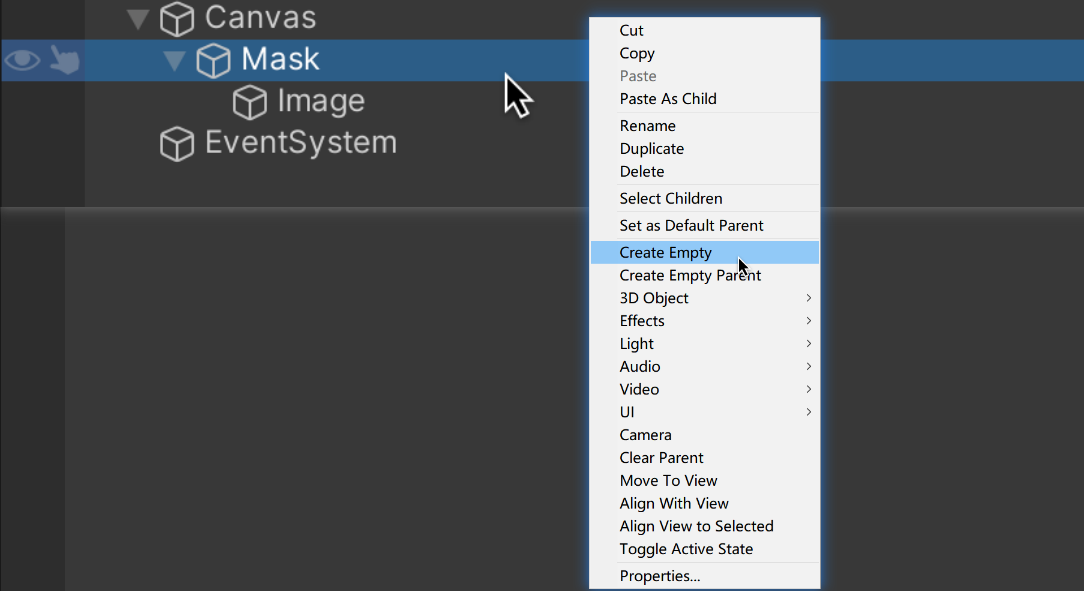 Canvas
Mask
Image
EventSystem
Cut
Copy
Paste
Paste As Child
Rename
Duplicate
Delete
Select Children
Set as Default Parent
Create Empty
Create Empty Parent
3D Object
Effects
Light
Audio
Video
UI
Camera
Clear Parent
Move To View
Align With View
Align View to Selected
Toggle Active State
Properties...